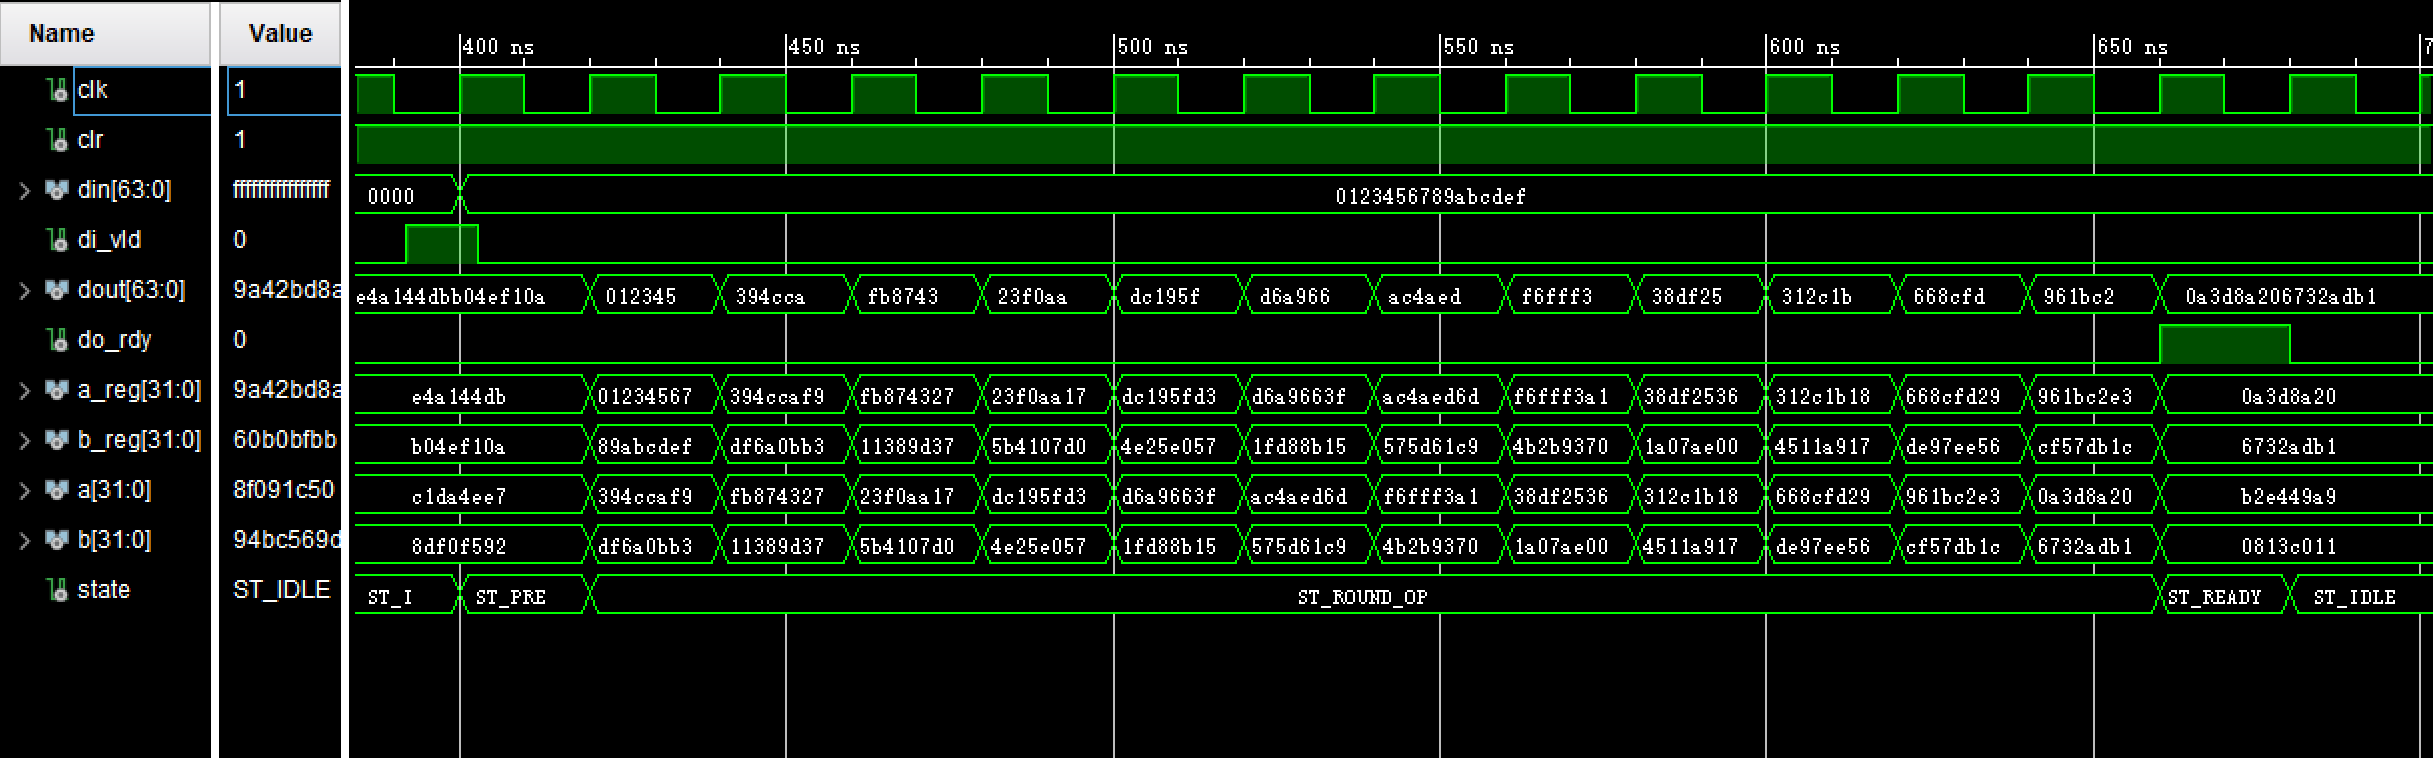 Name Value 400 ns 450 ns 500 ns 550 ns 600 ns 650 ns 7
clk 1
clr 1
din[63:0] ffffffffffffffff 0000 0123456789abcdef
di_vld 0
dout[63:0] 9a42bd8a e4a144dbb04ef10a 012345 394cca fb8743 23f0aa dc195f d6a966 ac4aed f6fff3 38df25 312c1b 668cfd 961bc2 0a3d8a206732adb1
do_rdy 0
a_reg[31:0] 9a42bd8a e4a144db 01234567 394ccaf9 fb874327 23f0aa17 dc195fd3 d6a9663f ac4aed6d f6fff3a1 38df2536 312c1b18 668cfd29 961bc2e3 0a3d8a20
b_reg[31:0] 60b0bfbb b04ef10a 89abcdef df6a0bb3 11389d37 5b4107d0 4e25e057 1fd88b15 575d61c9 4b2b9370 1a07ae00 4511a917 de97ee56 cf57db1c 6732adb1
a[31:0] 8f091c50 c1da4ee7 394ccaf9 fb874327 23f0aa17 dc195fd3 d6a9663f ac4aed6d f6fff3a1 38df2536 312c1b18 668cfd29 961bc2e3 0a3d8a20 b2e449a9
b[31:0] 94bc569d 8df0f592 df6a0bb3 11389d37 5b4107d0 4e25e057 1fd88b15 575d61c9 4b2b9370 1a07ae00 4511a917 de97ee56 cf57db1c 6732adb1 0813c011
state ST_IDLE ST_I ST_PRE ST_ROUND_OP ST_READY ST_IDLE